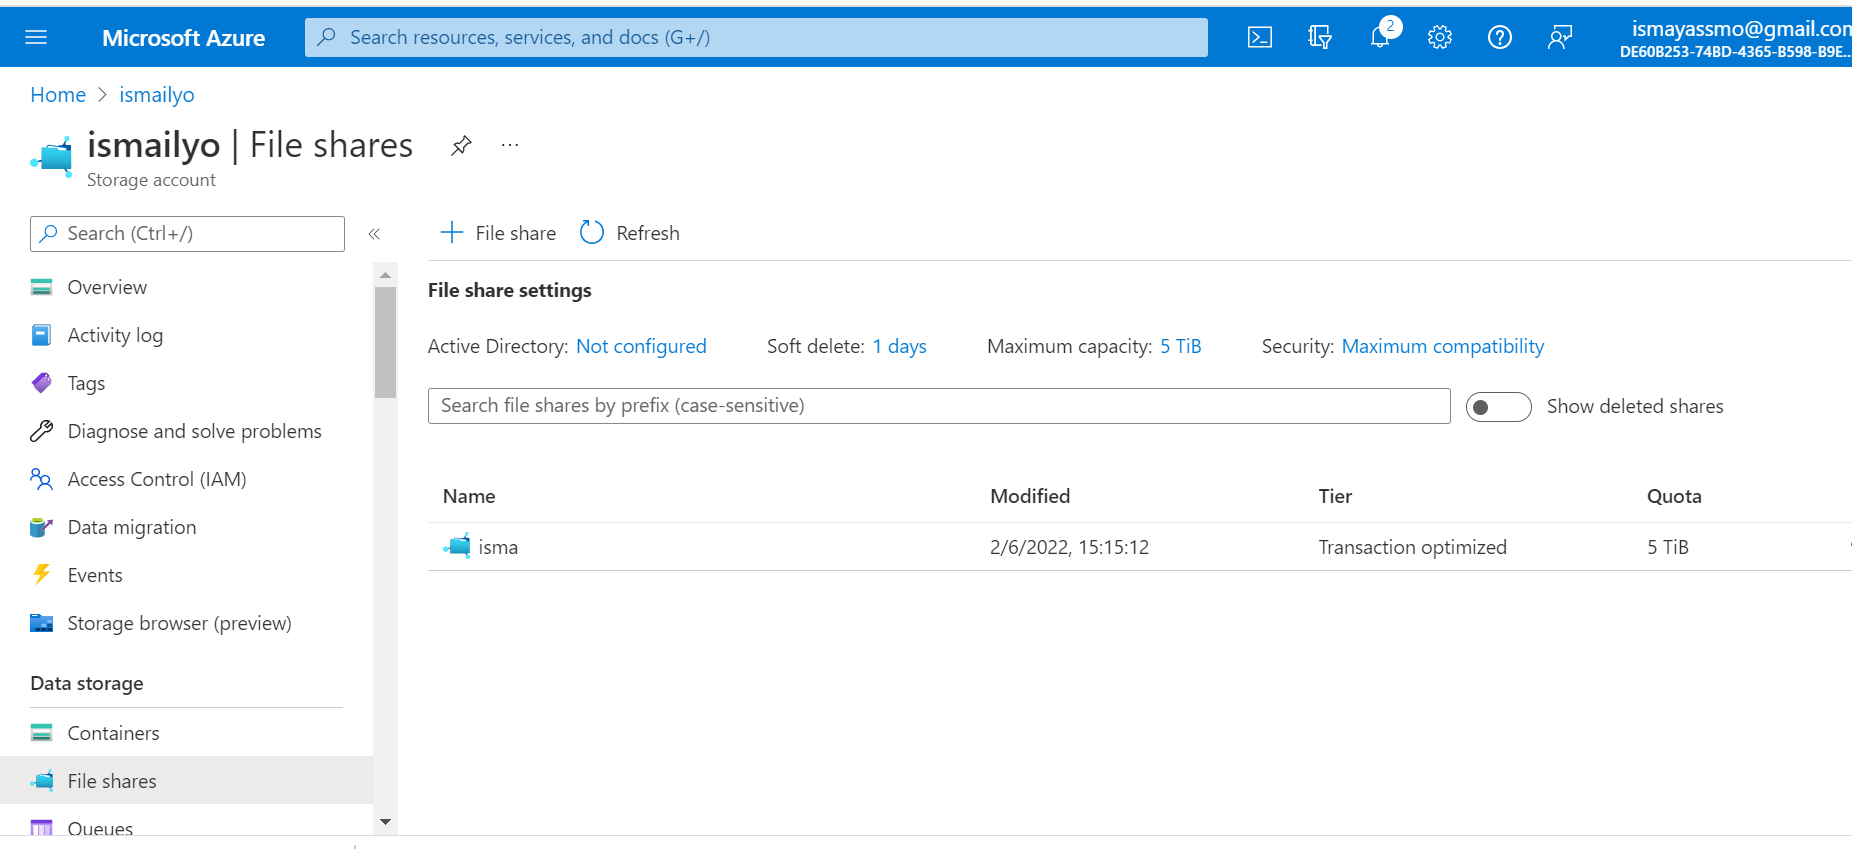 Microsoft Azure
Search resources, services, and docs (G+/)
2
ismayassmo@gmail.com
DE60B253-74BD-4365-B598-B9E...
Home > ismailyo
ismailyo | File shares
...
Storage account
Search (Ctrl+/)
«
File share
Refresh
Overview
Activity log
Tags
Diagnose and solve problems
Access Control (IAM)
Data migration
Events
Storage browser (preview)
Data storage
Containers
File shares
Queues
File share settings
Active Directory: Not configured
Soft delete: 1 days
Maximum capacity: 5 TiB
Security: Maximum compatibility
Search file shares by prefix (case-sensitive)
Show deleted shares
Name Modified Tier Quota
isma 2/6/2022, 15:15:12 Transaction optimized 5 TiB